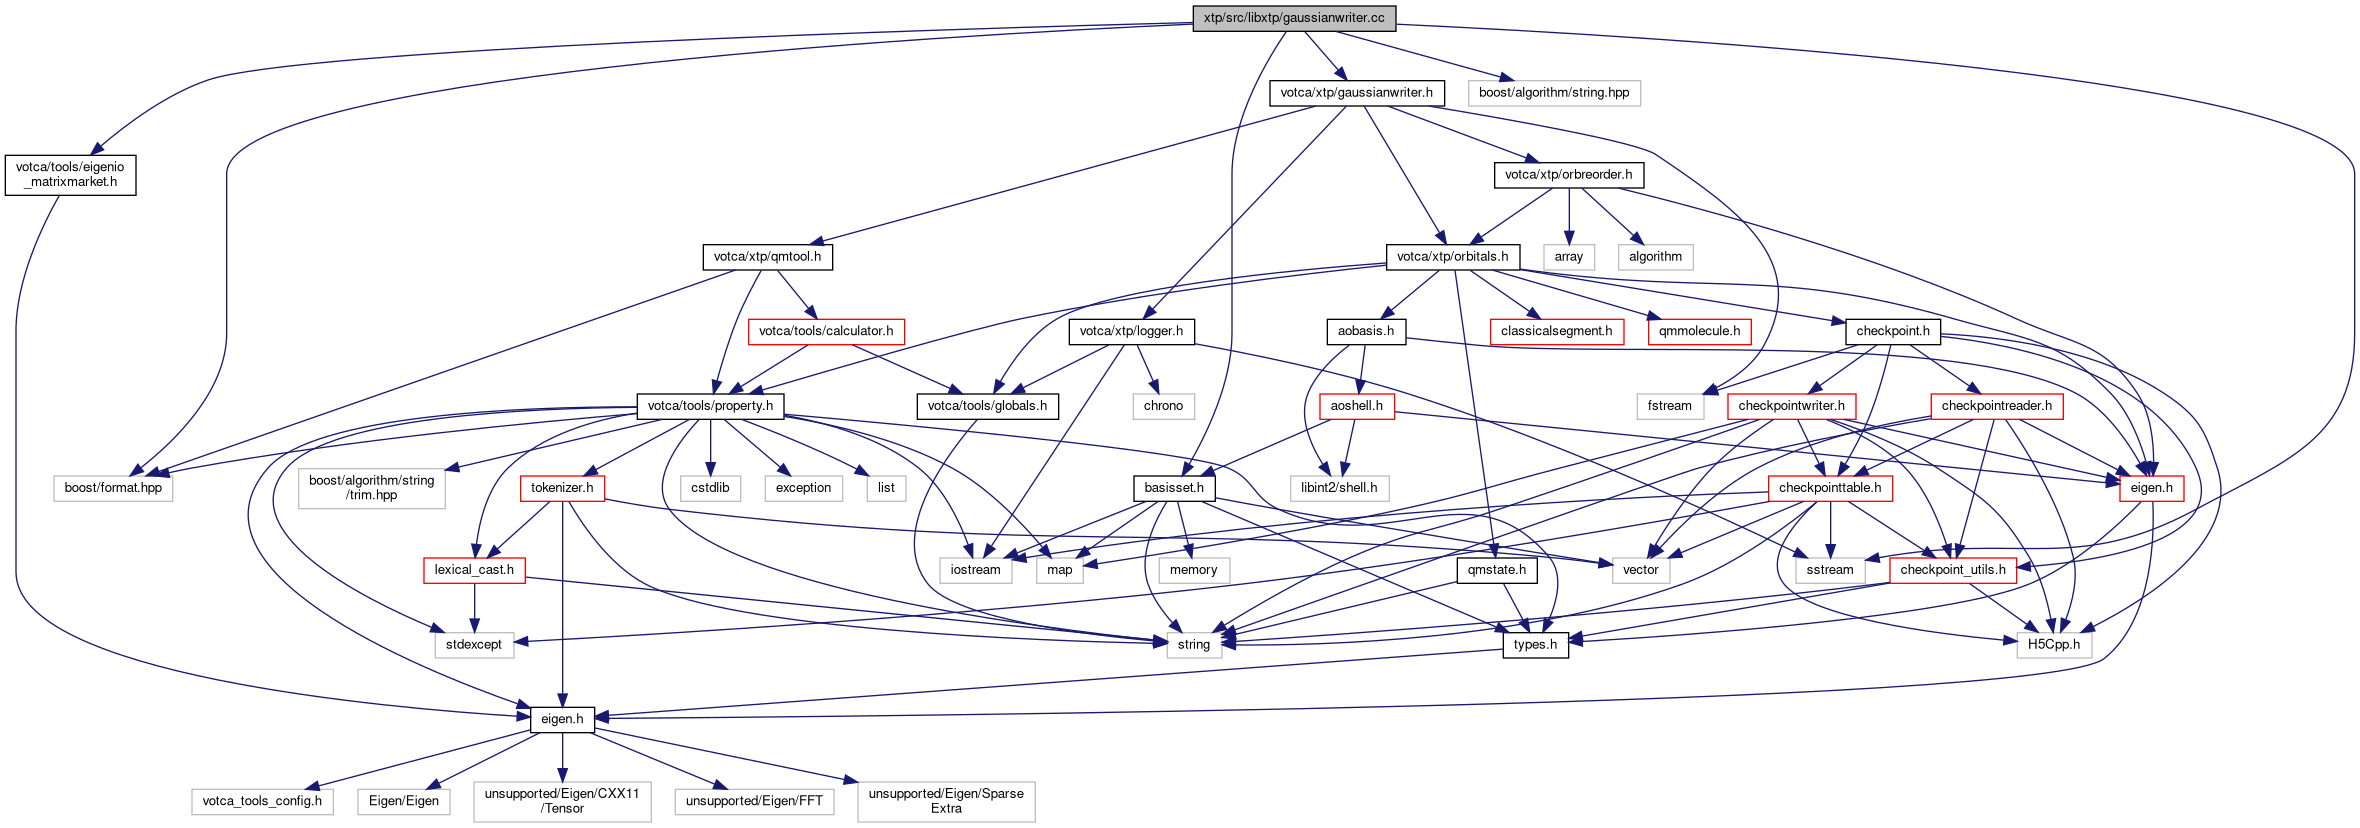 xtp/src/libxtp/gaussianwriter.cc
votca/xtp/gaussianwriter.h
boost/algorithm/string.hpp
votca/tools/eigenio
_matrixmarket.h
votca/xtp/orbreorder.h
votca/xtp/qmtool.h
votca/xtp/orbitals.h
array
algorithm
votca/tools/calculator.h
votca/xtp/logger.h
aobasis.h
classicalsegment.h
qmmolecule.h
checkpoint.h
votca/tools/property.h
votca/tools/globals.h
chrono
aoshell.h
fstream
checkpointwriter.h
checkpointreader.h
boost/format.hpp
boost/algorithm/string
/trim.hpp
tokenizer.h
cstdlib
exception
list
basisset.h
libint2/shell.h
checkpointtable.h
eigen.h
lexical_cast.h
iostream
map
memory
qmstate.h
vector
sstream
checkpoint_utils.h
stdexcept
string
types.h
H5Cpp.h
eigen.h
votca_tools_config.h
Eigen/Eigen
unsupported/Eigen/CXX11
/Tensor
unsupported/Eigen/FFT
unsupported/Eigen/Sparse
Extra